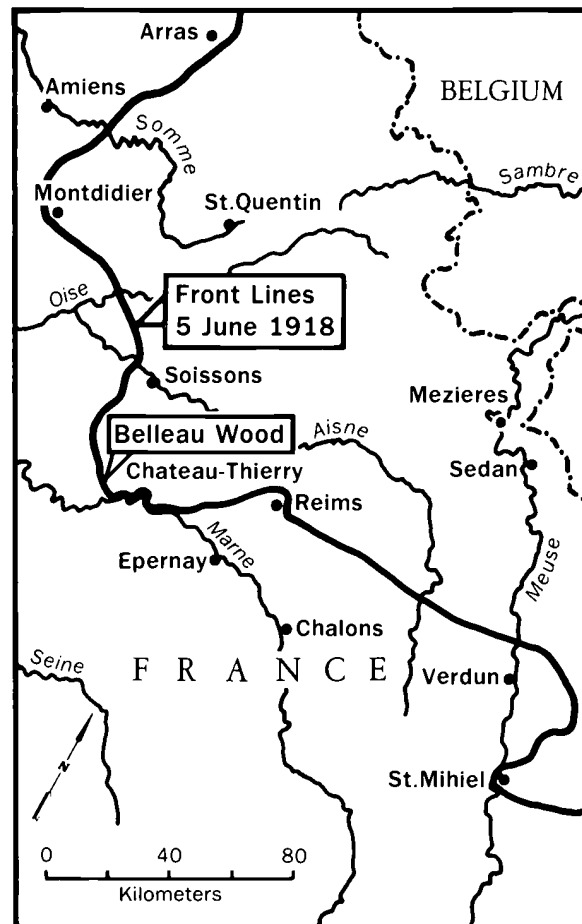 Arras
Amiens
BELGIUM
Somme
Sambre
Montdidier
St.Quentin
Oise
Front Lines
5 June 1918
Soissons
Mezieres
Belleau Wood
Aisne
Chateau-Thierry
Sedan
Reims
Marne
Meuse
Epernay
Chalons
Seine
FRANCE
Verdun
N
St.Mihiel
0 40 80
Kilometers